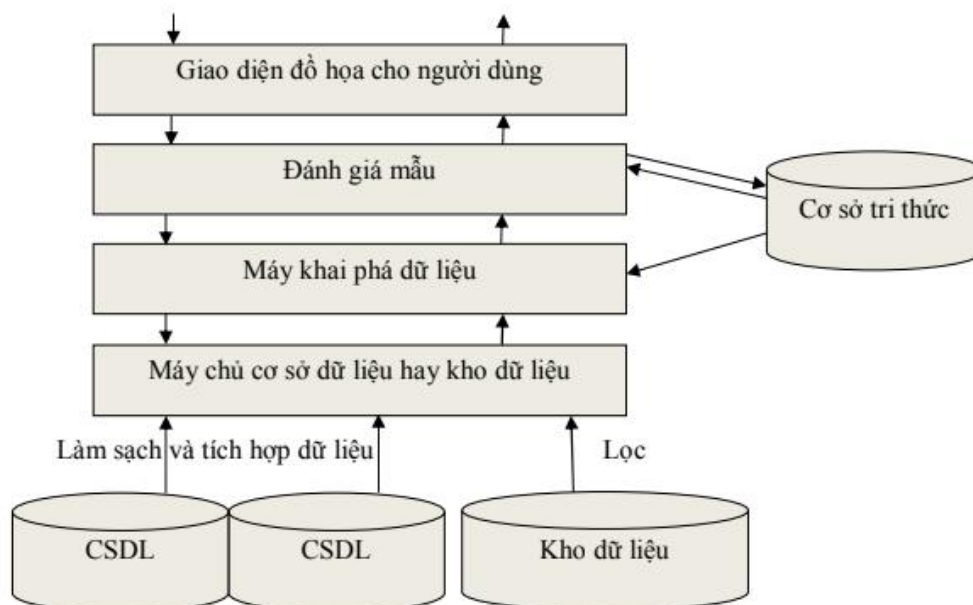 Giao diện đồ họa cho người dùng
Đánh giá mẫu
Cơ sở tri thức
Máy khai phá dữ liệu
Máy chủ cơ sở dữ liệu hay kho dữ liệu
Làm sạch và tích hợp dữ liệu
Lọc
CSDL
CSDL
Kho dữ liệu